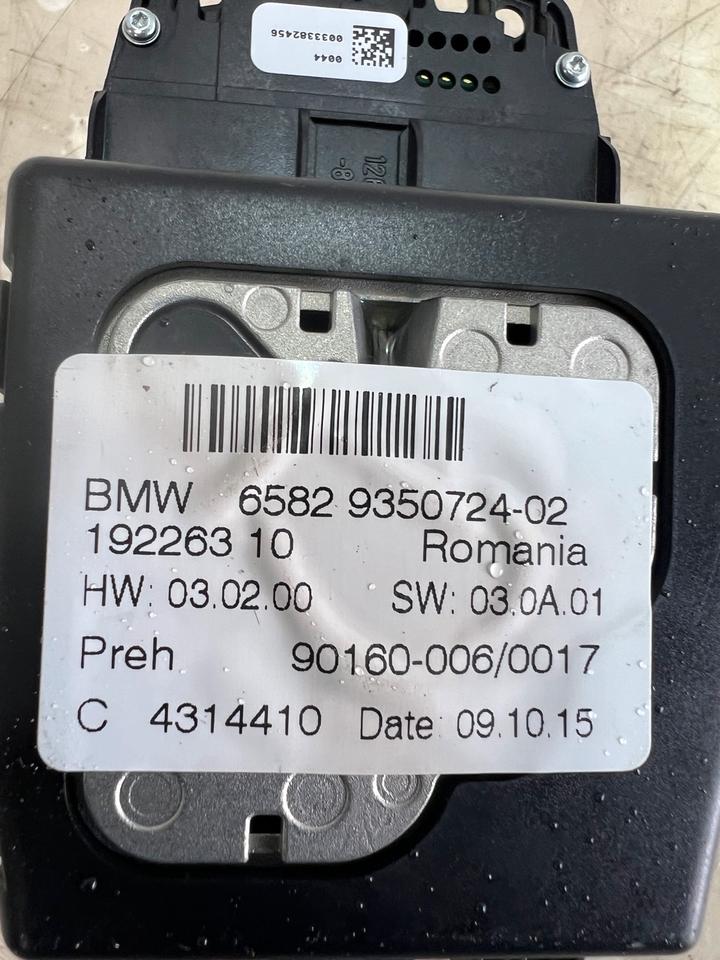 0044
0033382456
BMW 6582 9350724-02
192263 10 Romania
HW: 03.02.00 SW: 03.0A.01
Preh 90160-006/0017
C 4314410 Date: 09.10.15